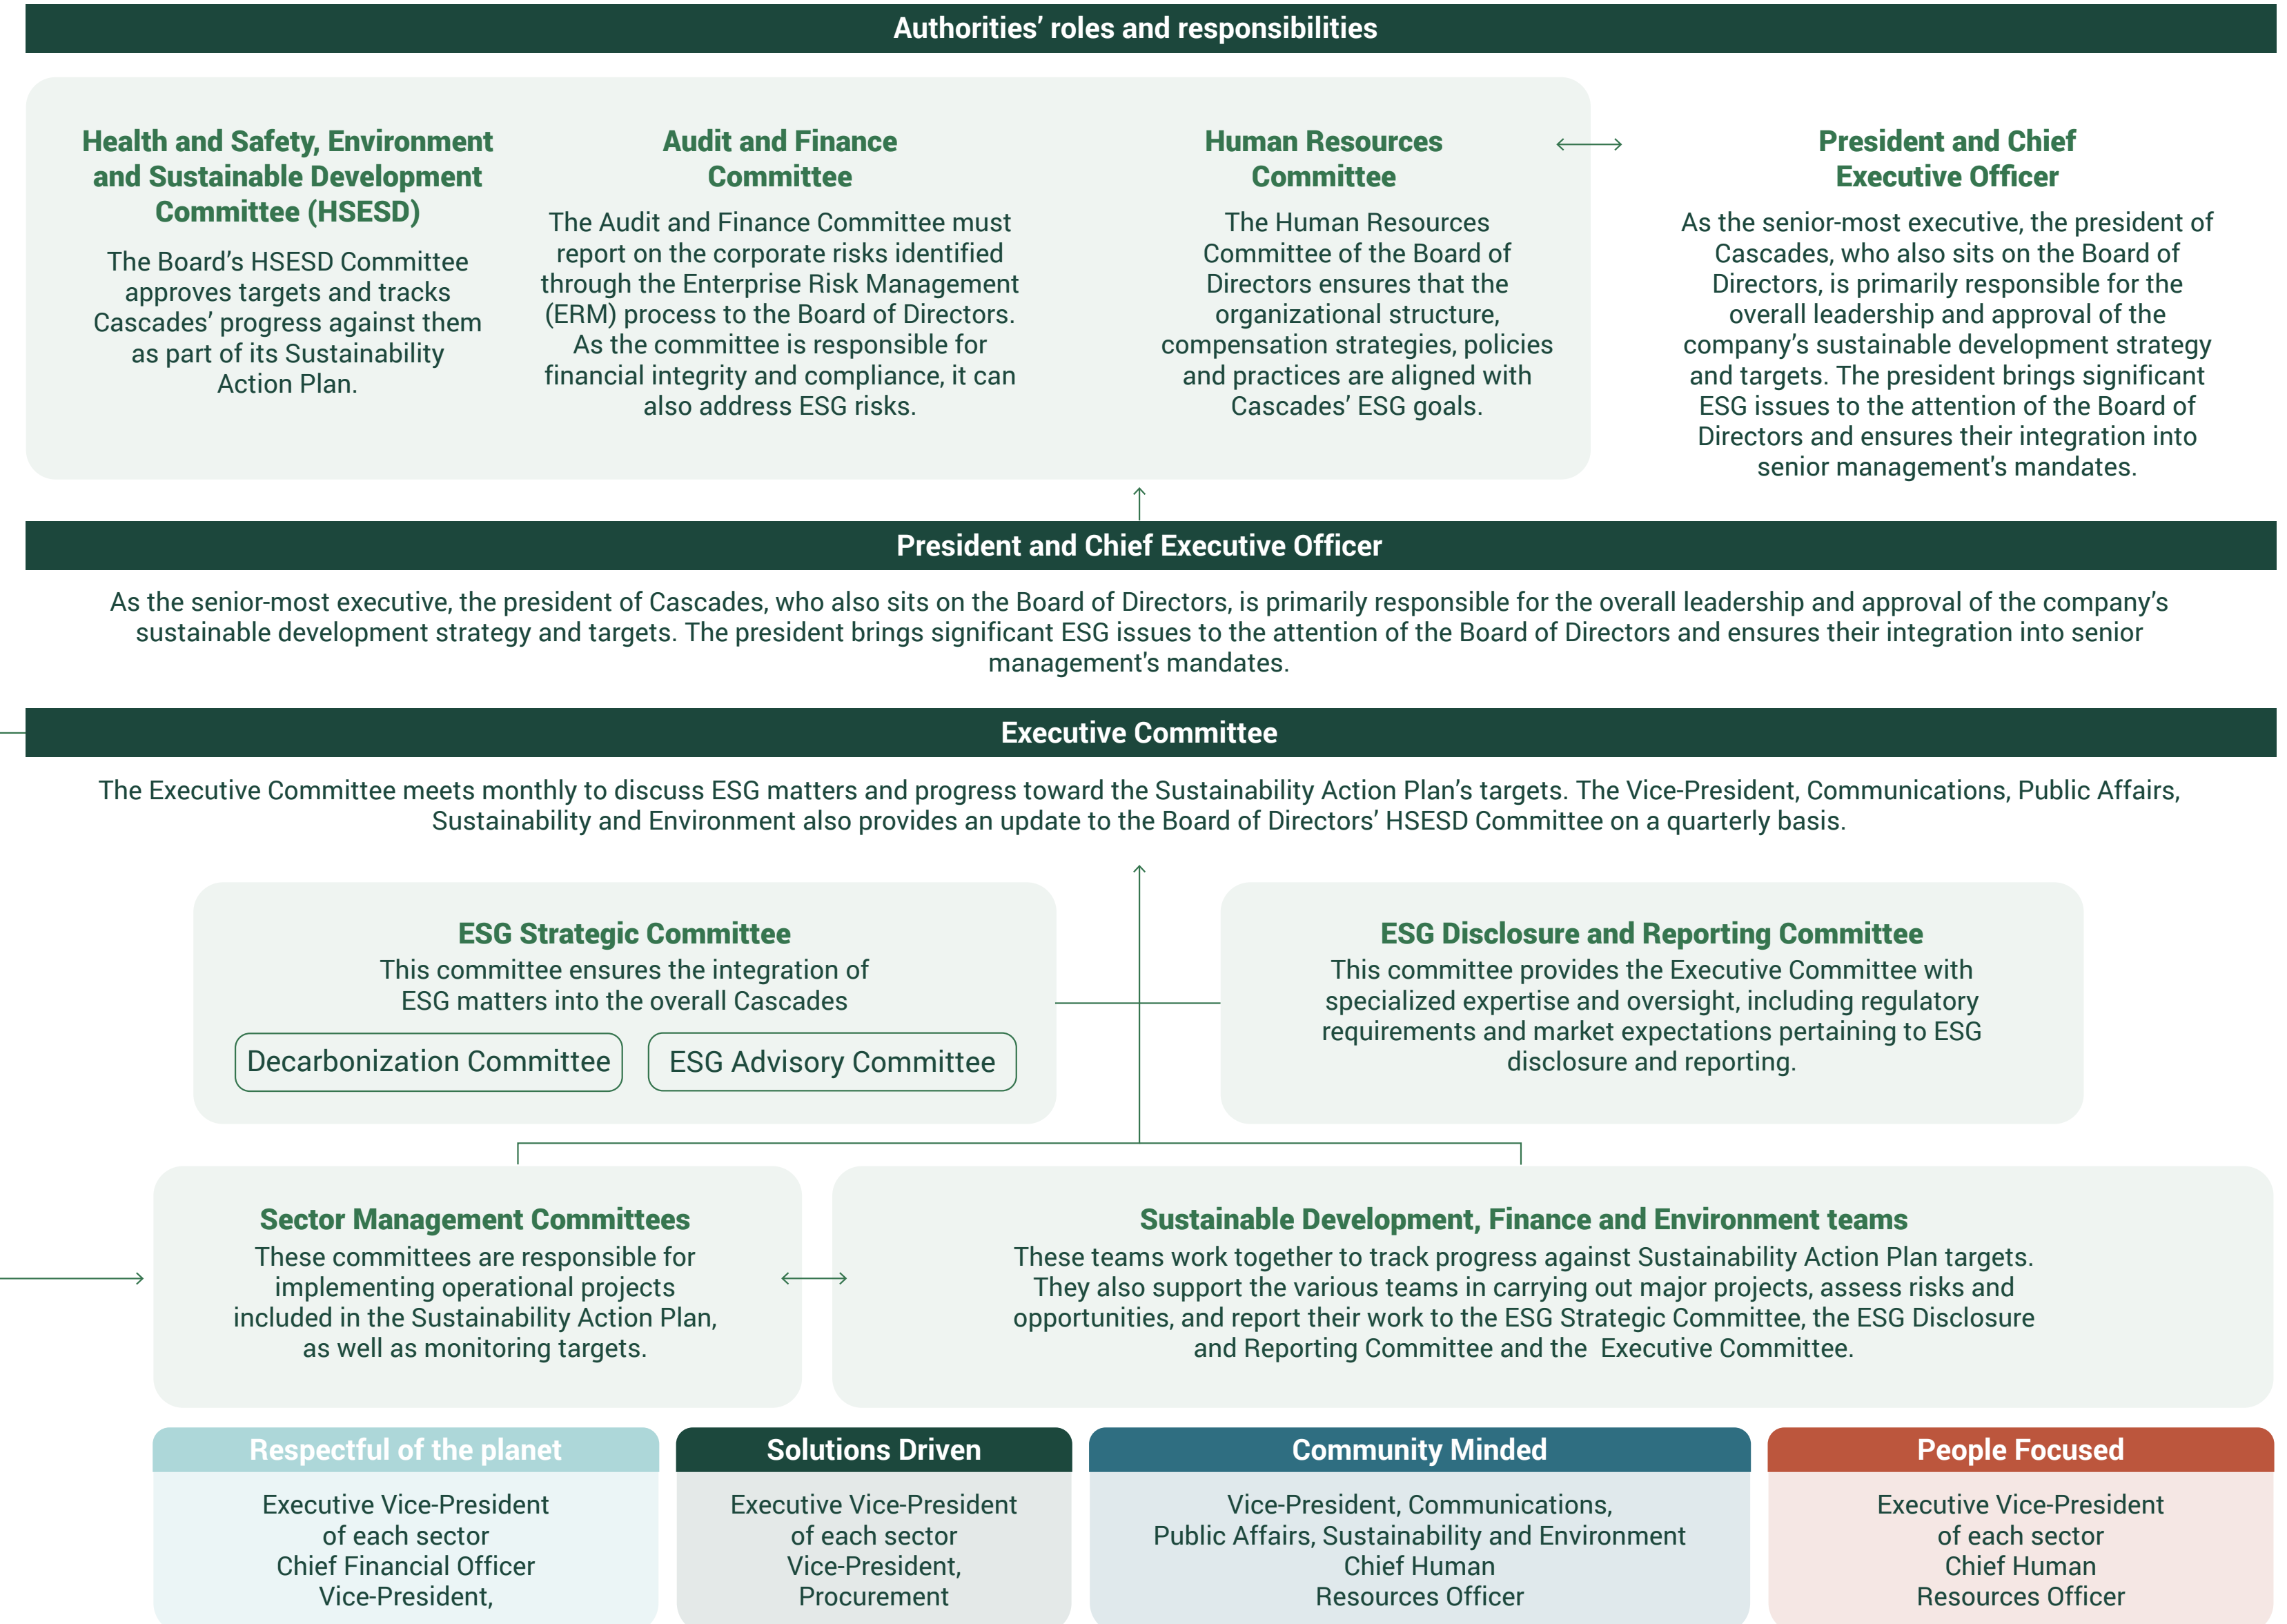 Authorities’ roles and responsibilities
Health and Safety, Environment
and Sustainable Development
Committee (HSESD)
The Board’s HSESD Committee
approves targets and tracks
Cascades’ progress against them
as part of its Sustainability
Action Plan.
Audit and Finance
Committee
The Audit and Finance Committee must
report on the corporate risks identified
through the Enterprise Risk Management
(ERM) process to the Board of Directors.
As the committee is responsible for
financial integrity and compliance, it can
also address ESG risks.
Human Resources
Committee
The Human Resources
Committee of the Board of
Directors ensures that the
organizational structure,
compensation strategies, policies
and practices are aligned with
Cascades’ ESG goals.
President and Chief
Executive Officer
As the senior-most executive, the president of
Cascades, who also sits on the Board of
Directors, is primarily responsible for the
overall leadership and approval of the
company’s sustainable development strategy
and targets. The president brings significant
ESG issues to the attention of the Board of
Directors and ensures their integration into
senior management's mandates.
President and Chief Executive Officer
As the senior-most executive, the president of Cascades, who also sits on the Board of Directors, is primarily responsible for the overall leadership and approval of the company’s
sustainable development strategy and targets. The president brings significant ESG issues to the attention of the Board of Directors and ensures their integration into senior
management's mandates.
Executive Committee
The Executive Committee meets monthly to discuss ESG matters and progress toward the Sustainability Action Plan’s targets. The Vice-President, Communications, Public Affairs,
Sustainability and Environment also provides an update to the Board of Directors’ HSESD Committee on a quarterly basis.
ESG Strategic Committee
This committee ensures the integration of
ESG matters into the overall Cascades
Decarbonization Committee
ESG Advisory Committee
ESG Disclosure and Reporting Committee
This committee provides the Executive Committee with
specialized expertise and oversight, including regulatory
requirements and market expectations pertaining to ESG
disclosure and reporting.
Sector Management Committees
These committees are responsible for
implementing operational projects
included in the Sustainability Action Plan,
as well as monitoring targets.
Sustainable Development, Finance and Environment teams
These teams work together to track progress against Sustainability Action Plan targets.
They also support the various teams in carrying out major projects, assess risks and
opportunities, and report their work to the ESG Strategic Committee, the ESG Disclosure
and Reporting Committee and the Executive Committee.
Respectful of the planet
Executive Vice-President
of each sector
Chief Financial Officer
Vice-President,
Solutions Driven
Executive Vice-President
of each sector
Vice-President,
Procurement
Community Minded
Vice-President, Communications,
Public Affairs, Sustainability and Environment
Chief Human
Resources Officer
People Focused
Executive Vice-President
of each sector
Chief Human
Resources Officer